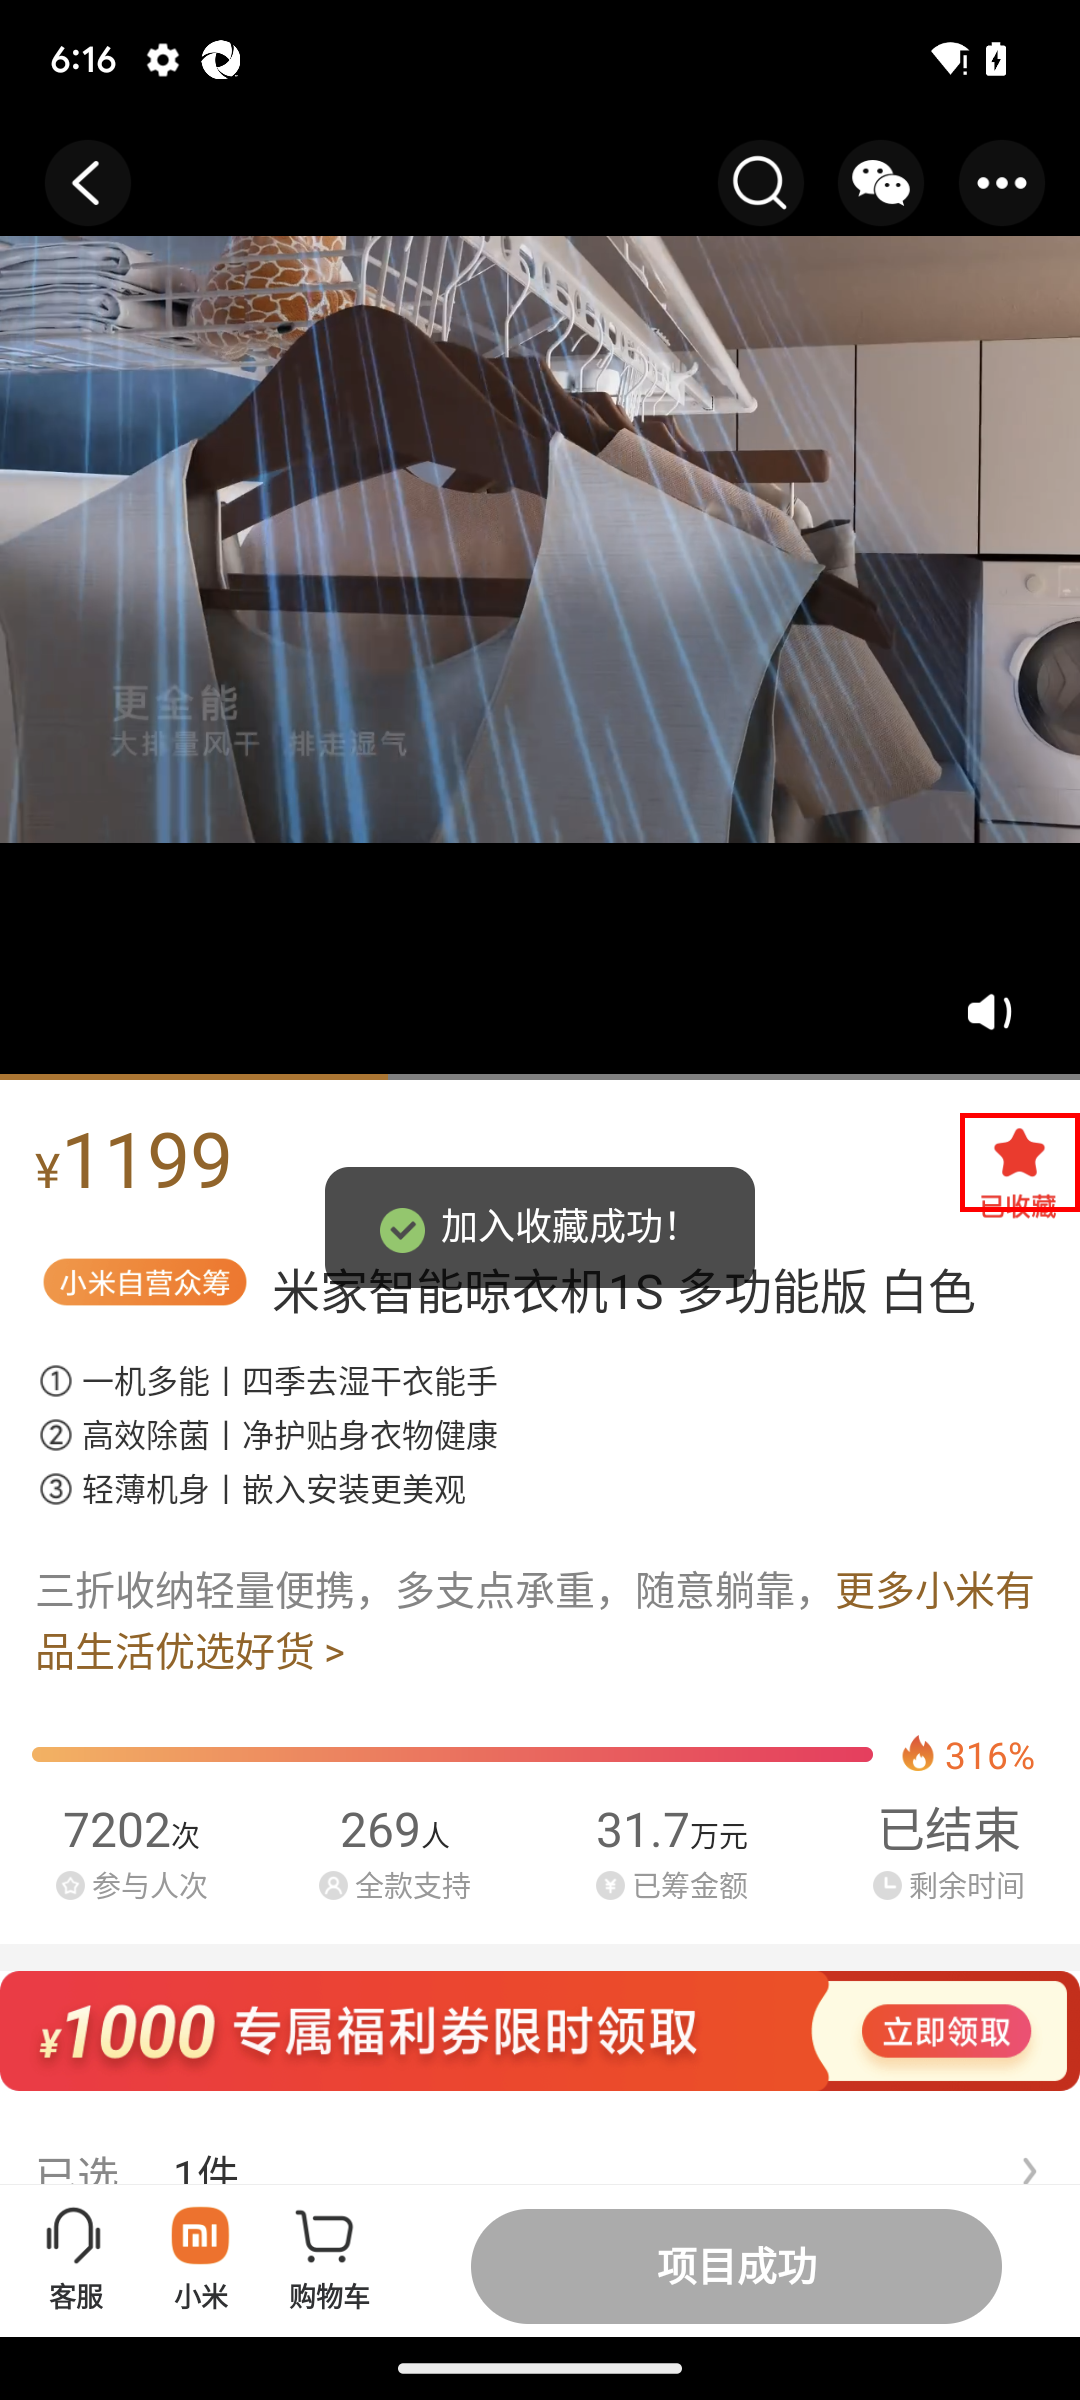 6:16
更全能
大排量风干 排走湿气
¥1199
已收藏
加入收藏成功!
小米自营众筹 米家智能晾衣机1S 多功能版 白色
① 一机多能丨四季去湿干衣能手
② 高效除菌丨净护贴身衣物健康
③ 轻薄机身丨嵌入安装更美观
三折收纳轻量便携，多支点承重，随意躺靠，更多小米有
品生活优选好货 >
316%
7202次 269人 31.7万元 已结束
参与人次 全款支持 已筹金额 剩余时间
¥1000 专属福利券限时领取 立即领取
已选 1件
客服 小米 购物车 项目成功